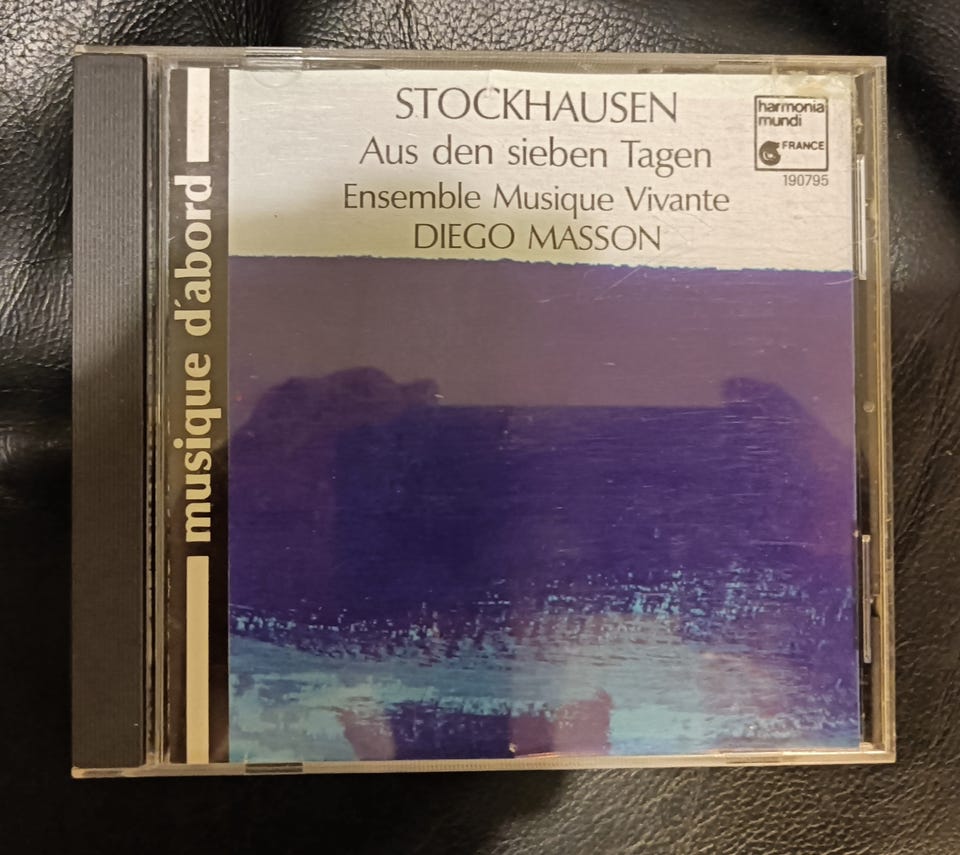 STOCKHAUSEN
Aus den sieben Tagen
Ensemble Musique Vivante
DIEGO MASSON
harmonia
mundi
FRANCE
190795
musique d'abord